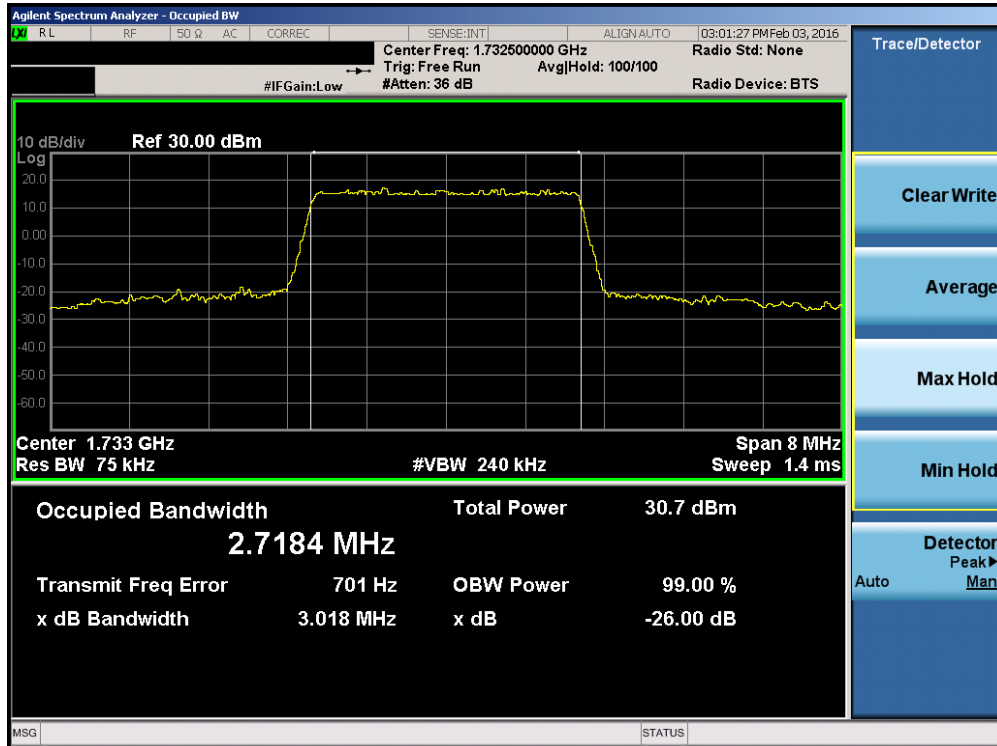 Agilent Spectrum Analyzer - Occupied BW
LXI RL RF 50 Ω AC CORREC SENSE:INT ALIGN AUTO 03:01:27 PM Feb 03, 2016
Center Freq: 1.732500000 GHz Radio Std: None
Trig: Free Run Avg|Hold: 100/100
#IFGain:Low #Atten: 36 dB Radio Device: BTS
10 dB/div Ref 30.00 dBm
Log
20.0
10.0
0.00
-10.0
-20.0
-30.0
-40.0
-50.0
-60.0
Center 1.733 GHz Span 8 MHz
Res BW 75 kHz #VBW 240 kHz Sweep 1.4 ms
Occupied Bandwidth Total Power 30.7 dBm
2.7184 MHz
Transmit Freq Error 701 Hz OBW Power 99.00 %
x dB Bandwidth 3.018 MHz x dB -26.00 dB
MSG STATUS
Trace/Detector
Clear Write
Average
Max Hold
Min Hold
Detector
Peak▶
Auto Man